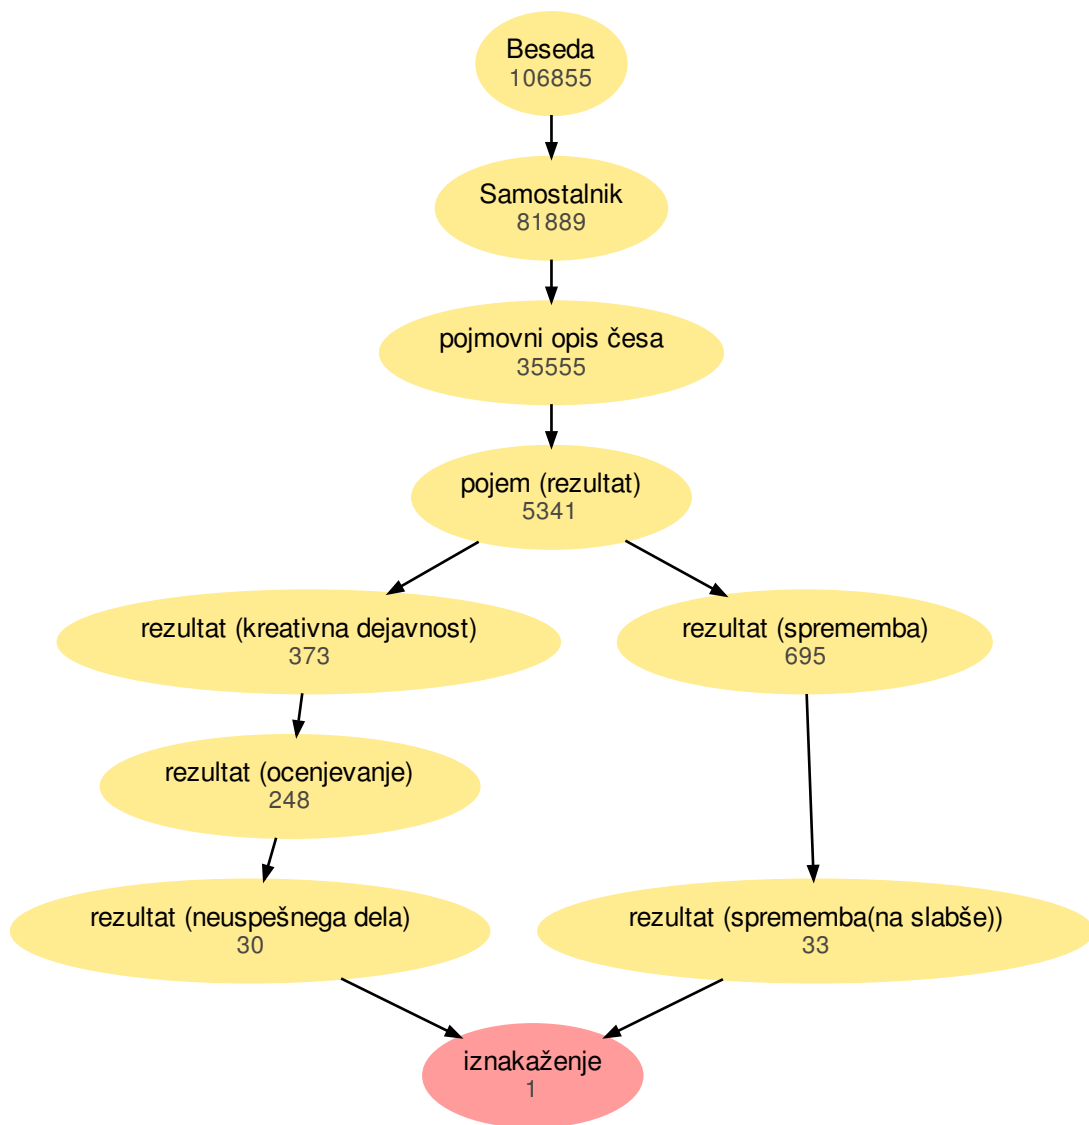 Beseda
106855
Samostalnik
81889
pojmovni opis česa
35555
pojem (rezultat)
5341
rezultat (kreativna dejavnost)
373
rezultat (sprememba)
695
rezultat (ocenjevanje)
248
rezultat (neuspešnega dela)
30
rezultat (sprememba(na slabše))
33
iznakaženje
1